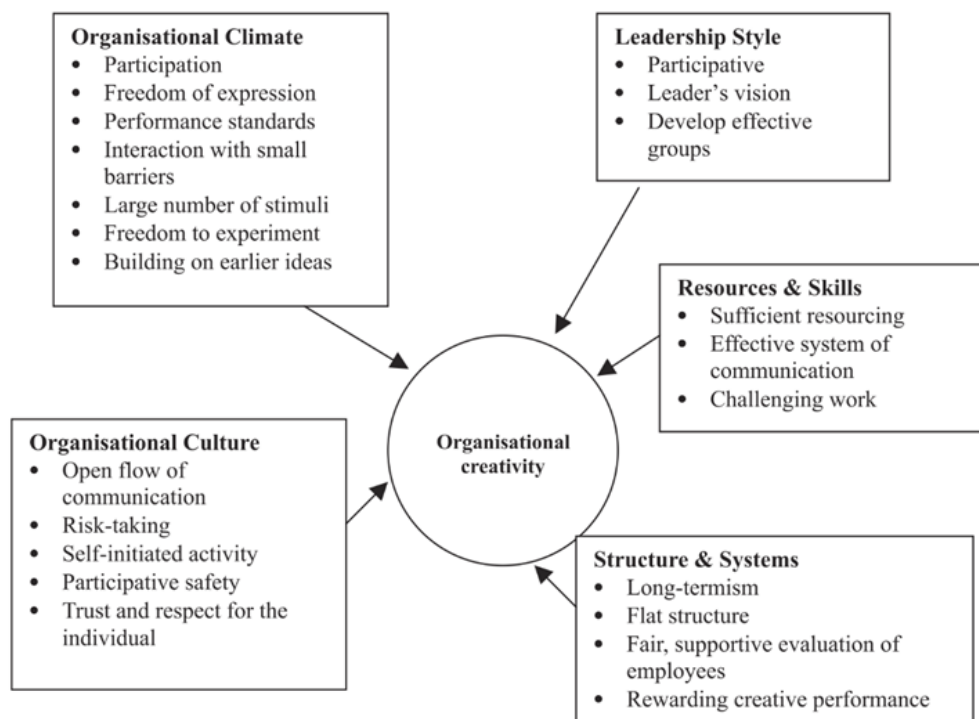 Organisational Climate
• Participation
• Freedom of expression
• Performance standards
• Interaction with small
barriers
• Large number of stimuli
• Freedom to experiment
• Building on earlier ideas
Leadership Style
• Participative
• Leader's vision
• Develop effective
groups
Resources & Skills
• Sufficient resourcing
• Effective system of
communication
• Challenging work
Organisational
creativity
Organisational Culture
• Open flow of
communication
• Risk-taking
• Self-initiated activity
• Participative safety
• Trust and respect for the
individual
Structure & Systems
• Long-termism
• Flat structure
• Fair, supportive evaluation of
employees
• Rewarding creative performance